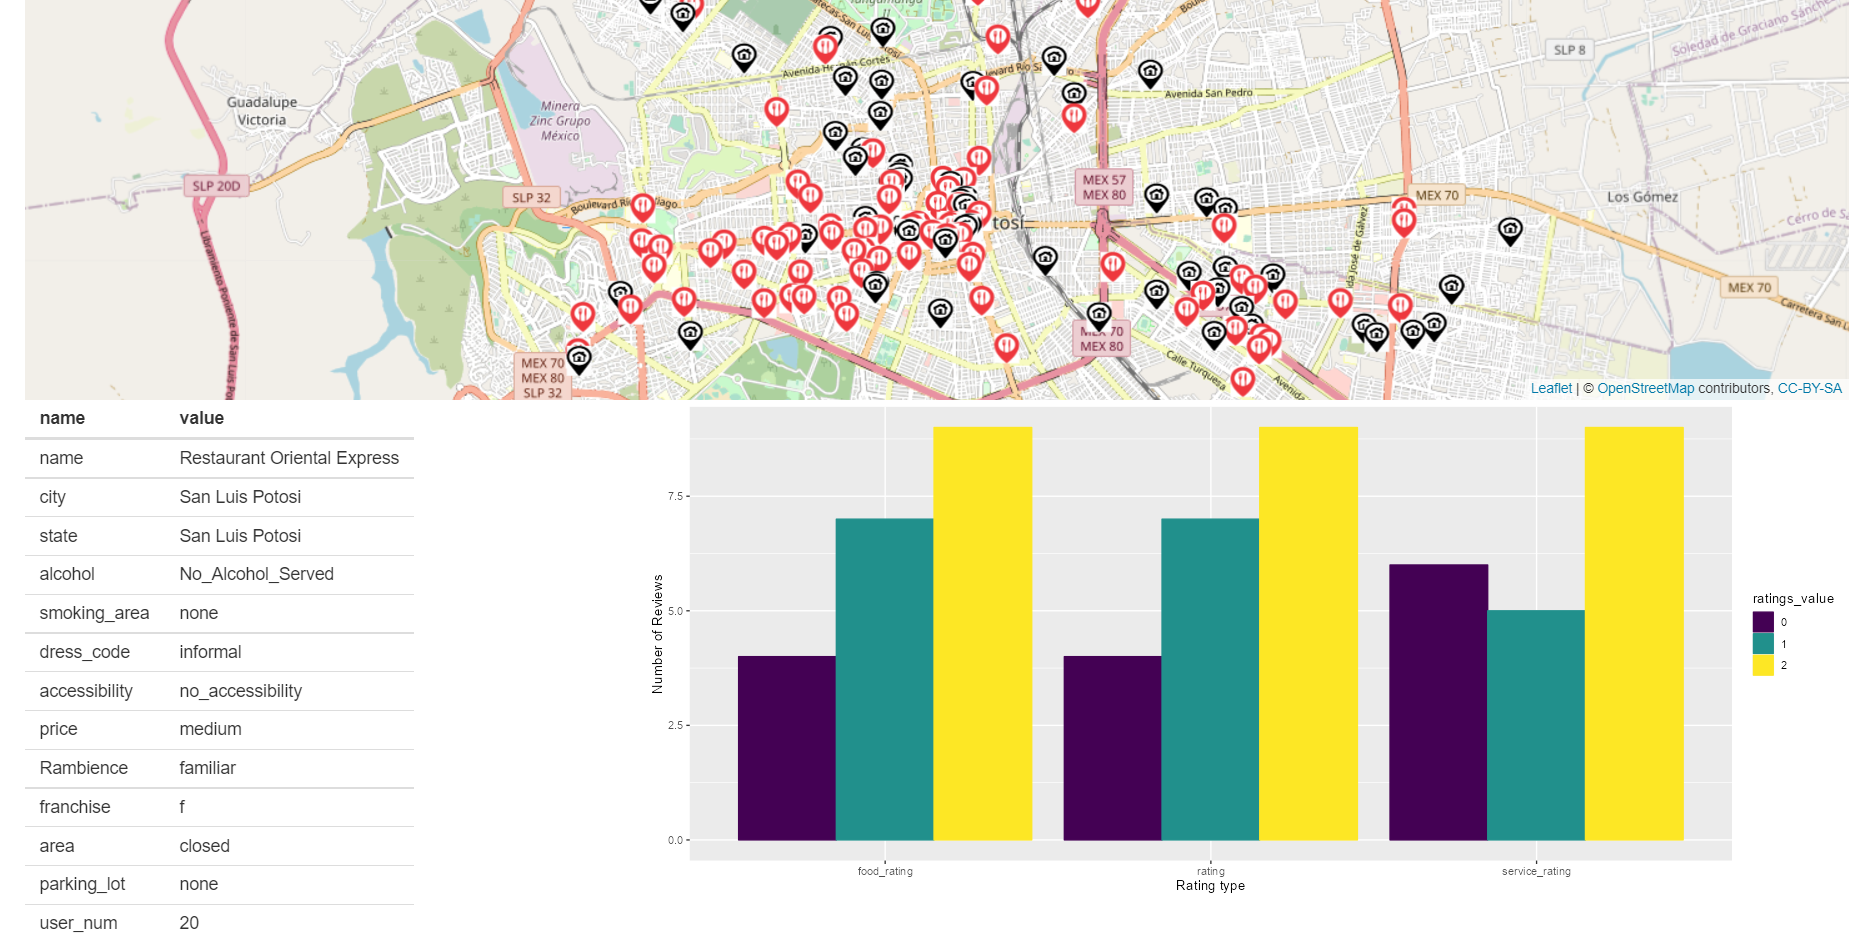 Tangamanga
Avenida Hernán Cortés
Boulevard Río Sa
Avenida San Pedro
SLP 8
Soledad de Graciano Sánchez
Guadalupe
Victoria
Minera
Zinc Grupo
México
SLP 20D
SLP 32
MEX 57
MEX 80
MEX 70
Los Gómez
Cerro de Sa
tosí
Libramiento Poniente de San Luis Po
MEX 70
Carretera San L
MEX 70
MEX 80
SLP 32
MEX 70
MEX 80
Calle Turquesa
Avenida
Leaflet | © OpenStreetMap contributors, CC-BY-SA
name value
name Restaurant Oriental Express
city San Luis Potosi
state San Luis Potosi
alcohol No_Alcohol_Served
smoking_area none
dress_code informal
accessibility no_accessibility
price medium
Rambience familiar
franchise f
area closed
parking_lot none
user_num 20
Number of Reviews
7.5
5.0
2.5
0.0
food_rating rating service_rating
Rating type
ratings_value
0
1
2